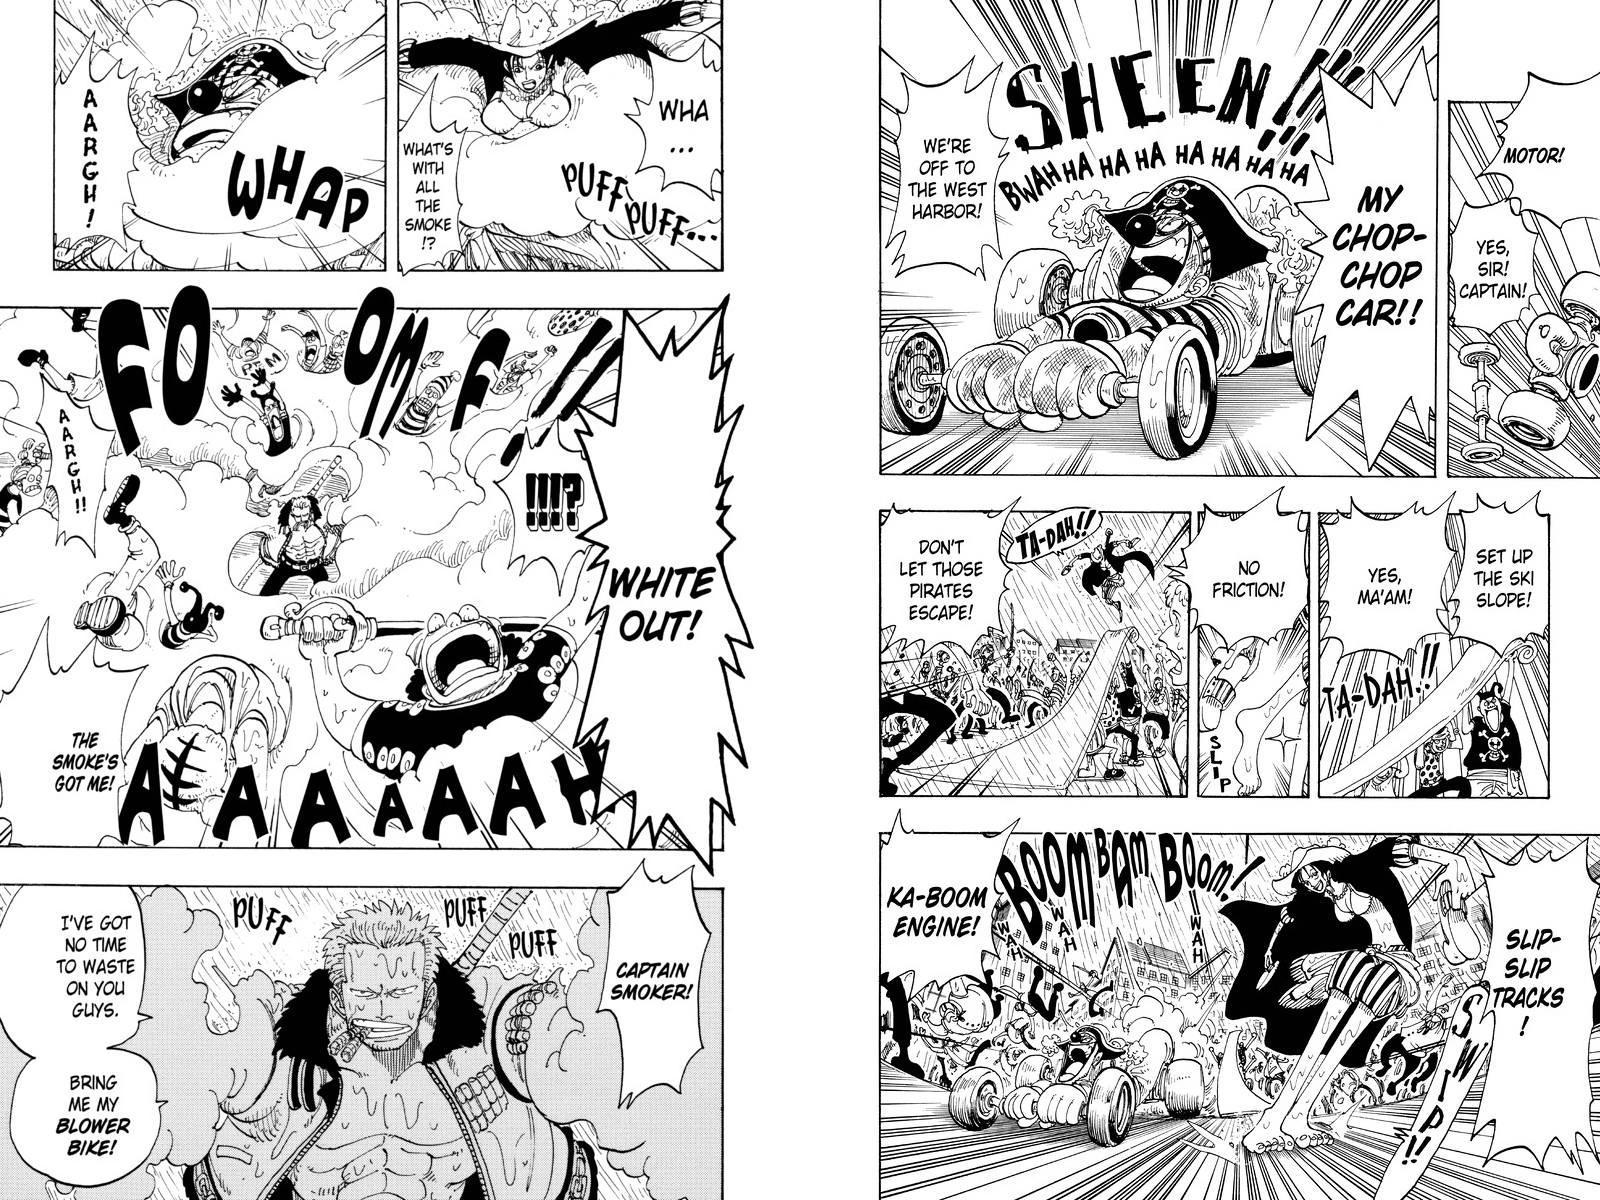 MOTOR!
YES,
SIR!
CAPTAIN!
MY
CHOP-
CHOP
CAR!!
SHEEN!!!
BWAH HA HA HA HA HA HA HA
WE'RE
OFF TO
THE WEST
HARBOR!
SET UP
THE SKI
SLOPE!
YES,
MA'AM!
TA-DAH!!
NO
FRICTION!
SLIP
TA-DAH!!
DON'T
LET THOSE
PIRATES
ESCAPE!
SLIP-
SLIP
TRACKS
!
SWIP!!
BOOM BAM BOOM!
WAH
WAH
WAH
KA-BOOM
ENGINE!
WHA
...
PUFF
PUFF...
WHAT'S
WITH
ALL
THE
SMOKE
!?
WHAP
AARGH!
WHITE
OUT!
FOOMF!!
!!!?
AARGH!!
THE
SMOKE'S
GOT ME!
AAAAAAAH
CAPTAIN
SMOKER!
PUFF
PUFF
PUFF
I'VE GOT
NO TIME
TO WASTE
ON YOU
GUYS.
BRING
ME MY
BLOWER
BIKE!